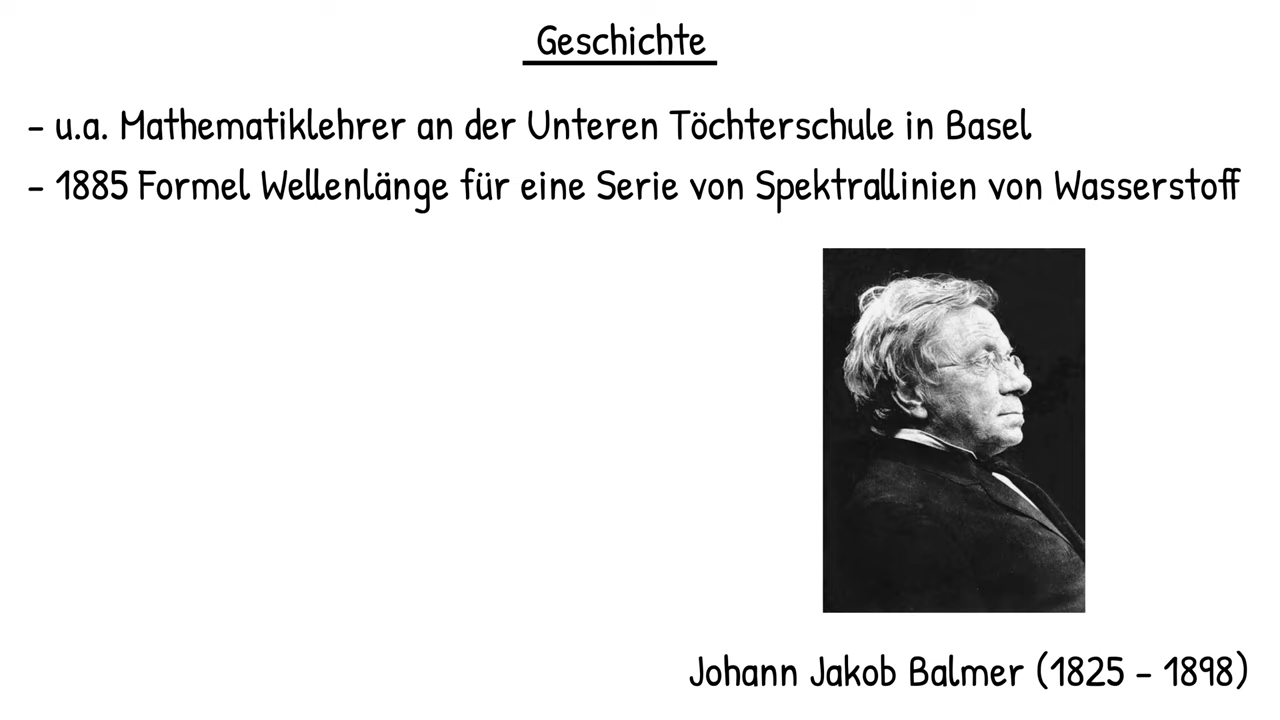 Geschichte
- u.a. Mathematiklehrer an der Unteren Töchterschule in Basel
- 1885 Formel Wellenlänge für eine Serie von Spektrallinien von Wasserstoff
Johann Jakob Balmer (1825 - 1898)